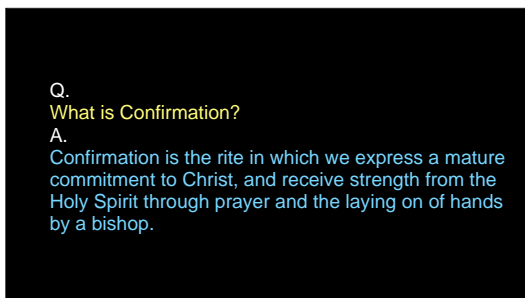 Q.
What is Confirmation?
A.
Confirmation is the rite in which we express a mature
commitment to Christ, and receive strength from the
Holy Spirit through prayer and the laying on of hands
by a bishop.